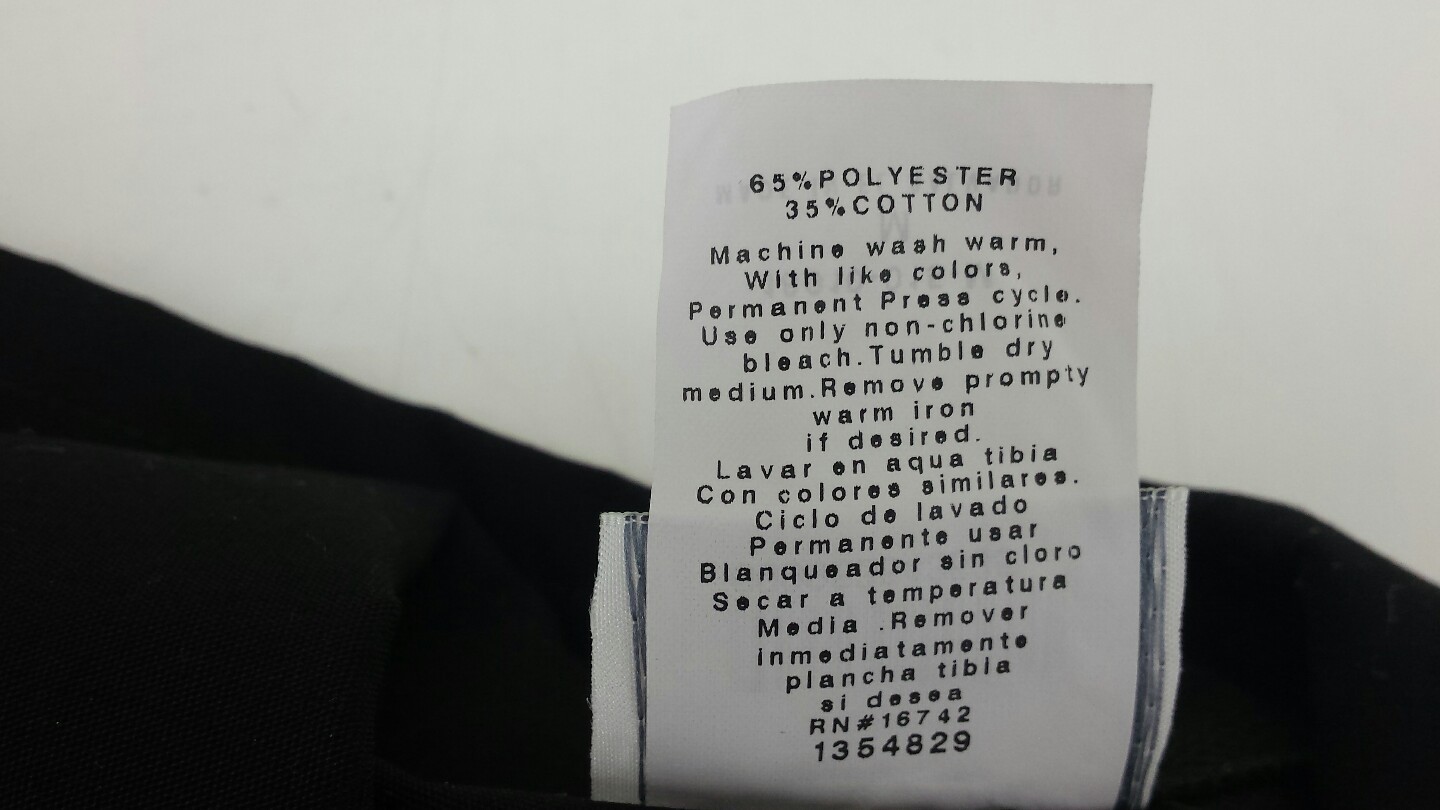 65%POLYESTER
35%COTTON
Machine wash warm,
With like colors,
Permanent Press cycle.
Use only non-chlorine
bleach.Tumble dry
medium.Remove prompty
warm iron
if desired.
Lavar en aqua tibia
Con colores similares.
Ciclo de lavado
Permanente usar
Blanqueador sin cloro
Secar a temperatura
Media .Remover
inmediatamente
plancha tibia
si desea
RN#16742
1354829